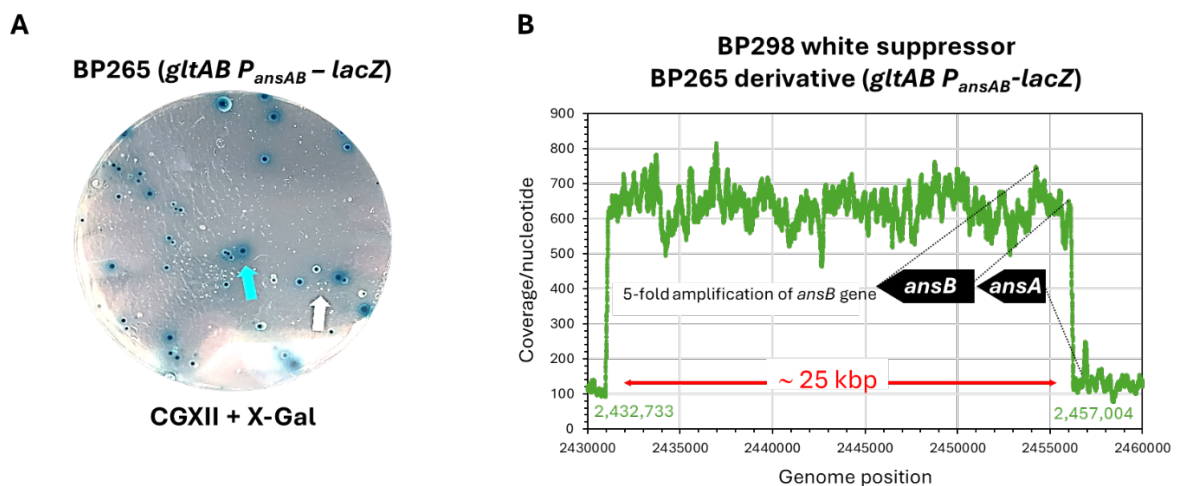 A
BP265 (gltAB PansAB – lacZ)
CGXII + X-Gal
B
BP298 white suppressor
BP265 derivative (gltAB PansAB-lacZ)
Coverage/nucleotide
900
800
700
600
500
400
300
200
100
0
5-fold amplification of ansB gene
ansB
ansA
~ 25 kbp
2,432,733
2,457,004
2430000
2435000
2440000
2445000
2450000
2455000
2460000
Genome position